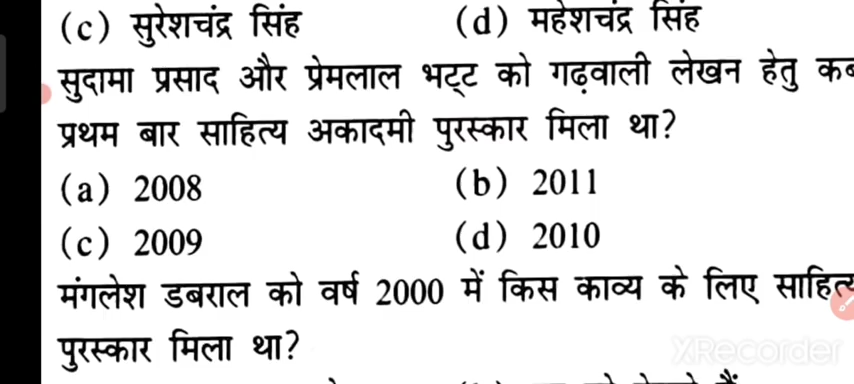 (c) सुरेशचंद्र सिंह (d) महेशचंद्र सिंह
सुदामा प्रसाद और प्रेमलाल भट्ट को गढ़वाली लेखन हेतु
प्रथम बार साहित्य अकादमी पुरस्कार मिला था?
(a) 2008 (b) 2011
(c) 2009 (d) 2010
मंगलेश डबराल को वर्ष 2000 में किस काव्य के लिए साहित्य
पुरस्कार मिला था?
XRecorder